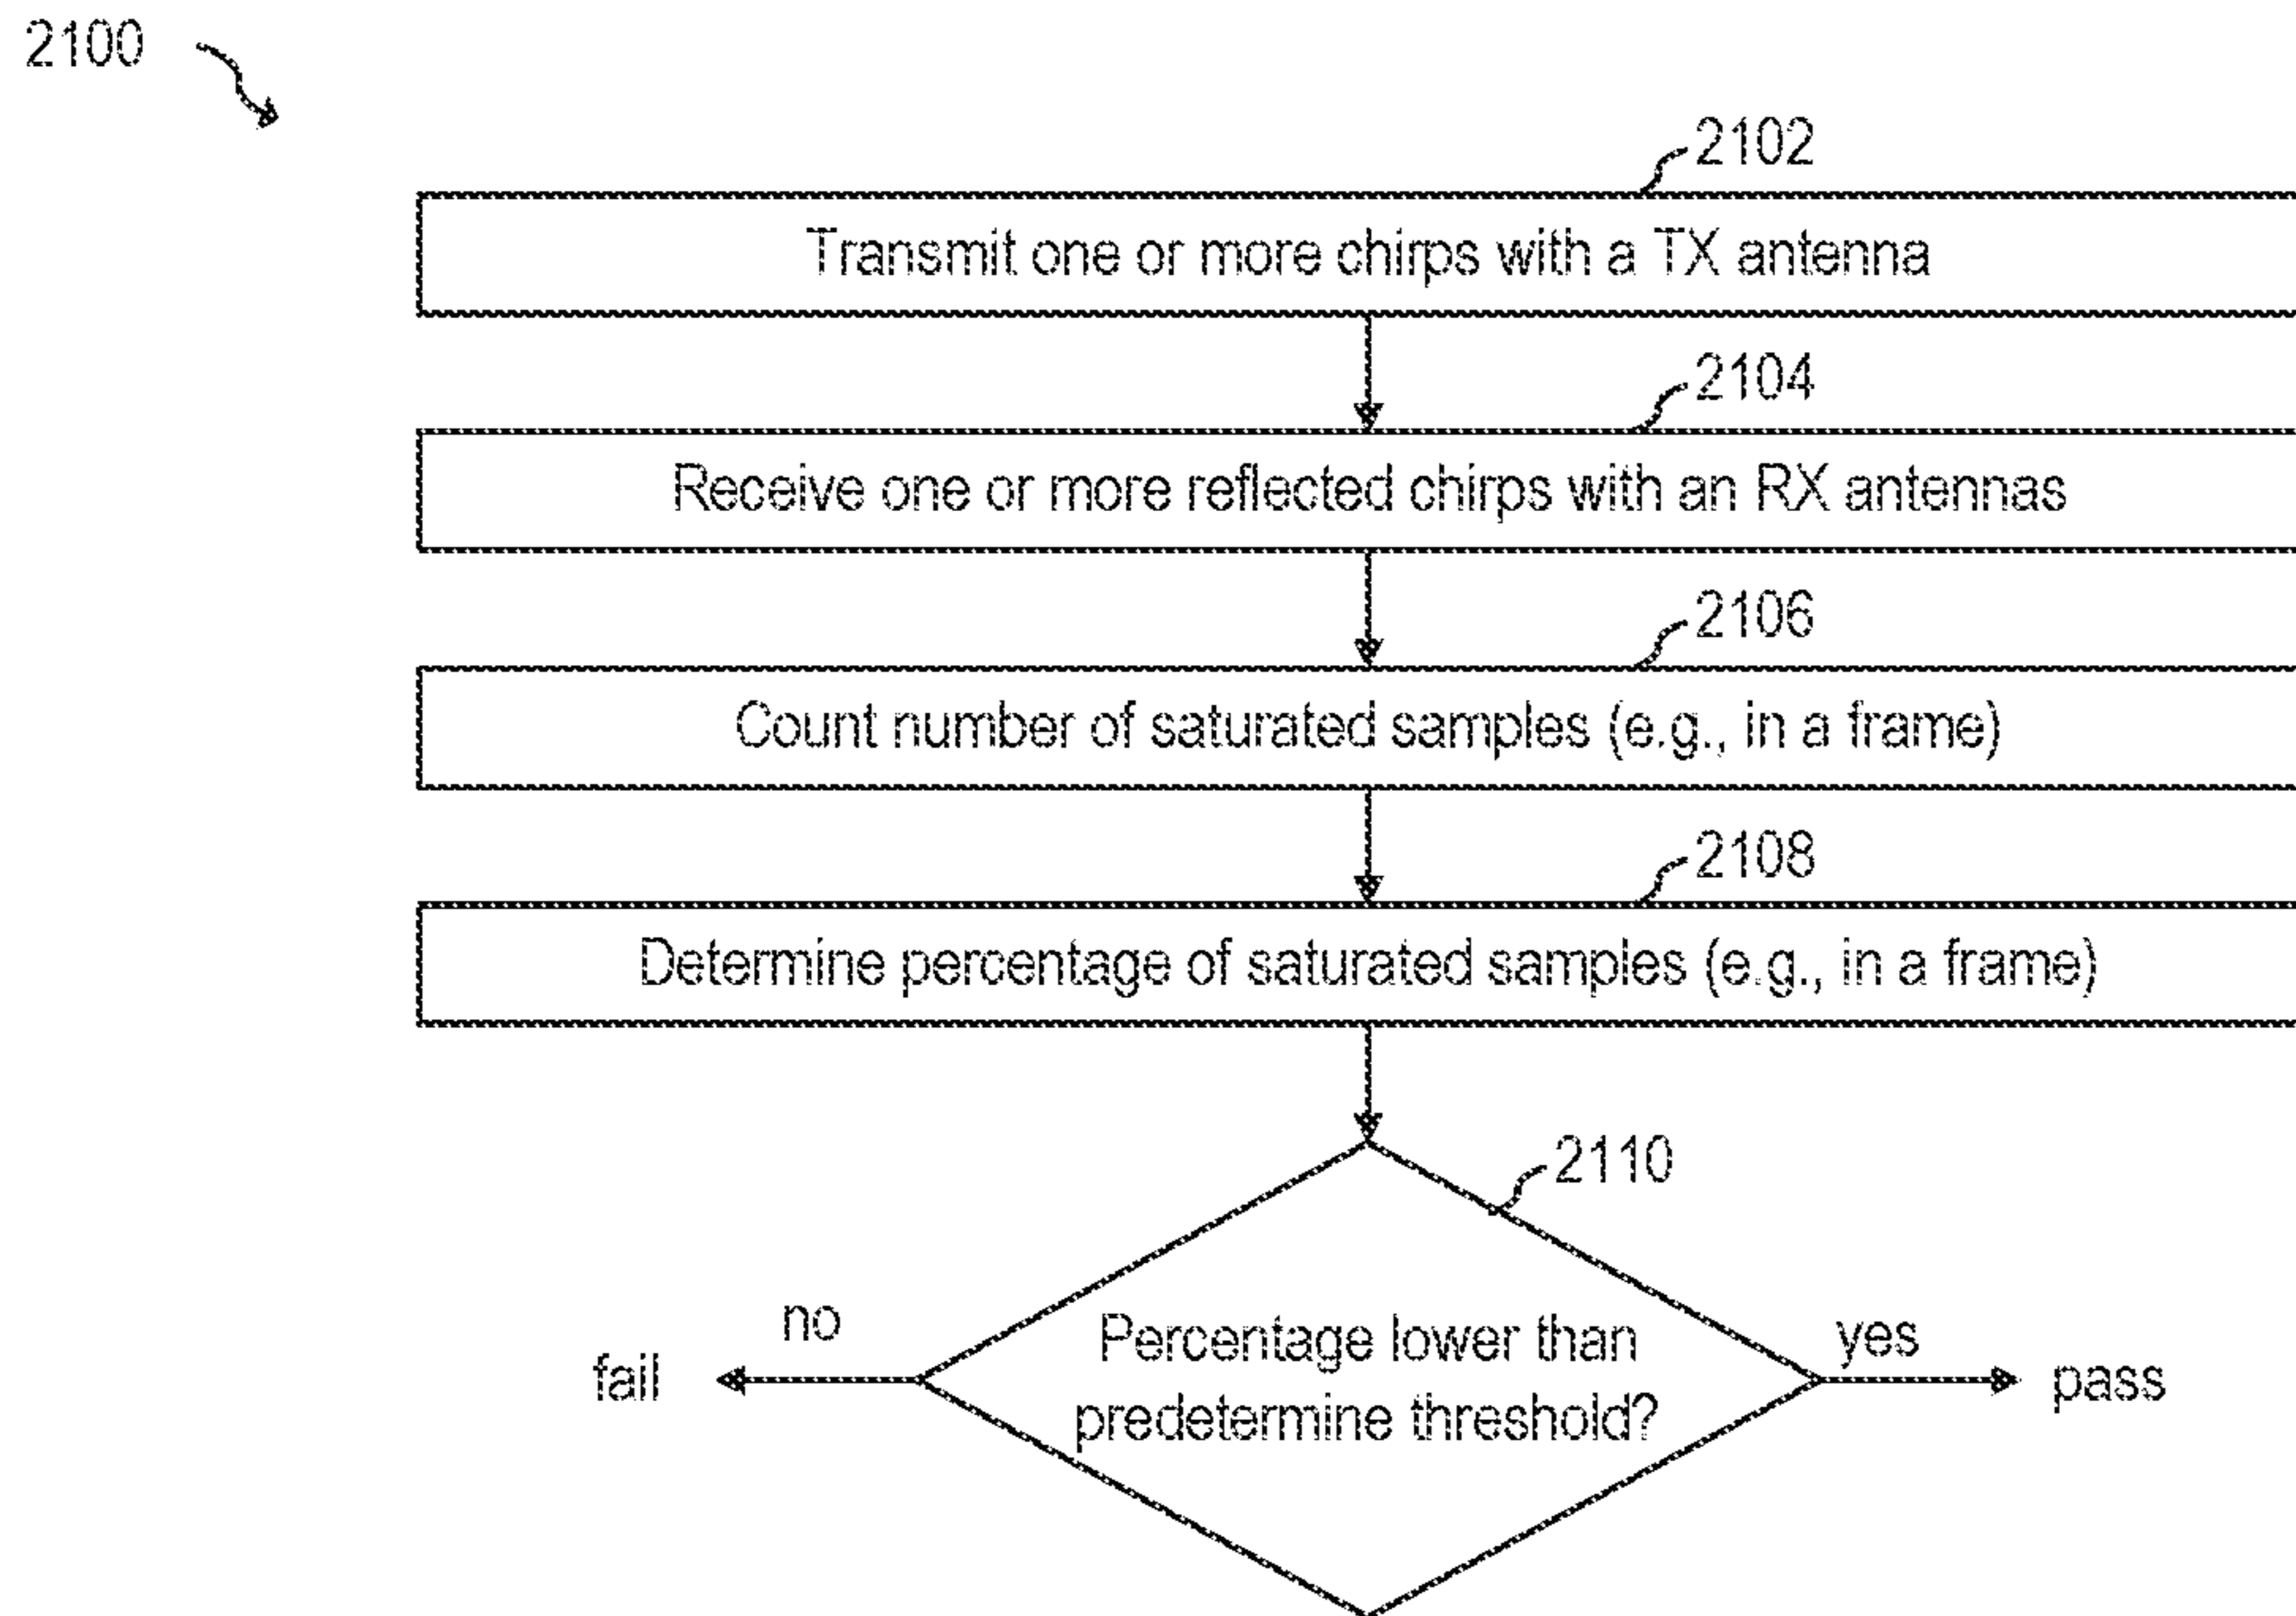 2100
2102
Transmit one or more chirps with a TX antenna
2104
Receive one or more reflected chirps with an RX antennas
2106
Count number of saturated samples (e.g., in a frame)
2108
Determine percentage of saturated samples (e.g., in a frame)
2110
no
yes
fail
Percentage lower than
predetermine threshold?
pass